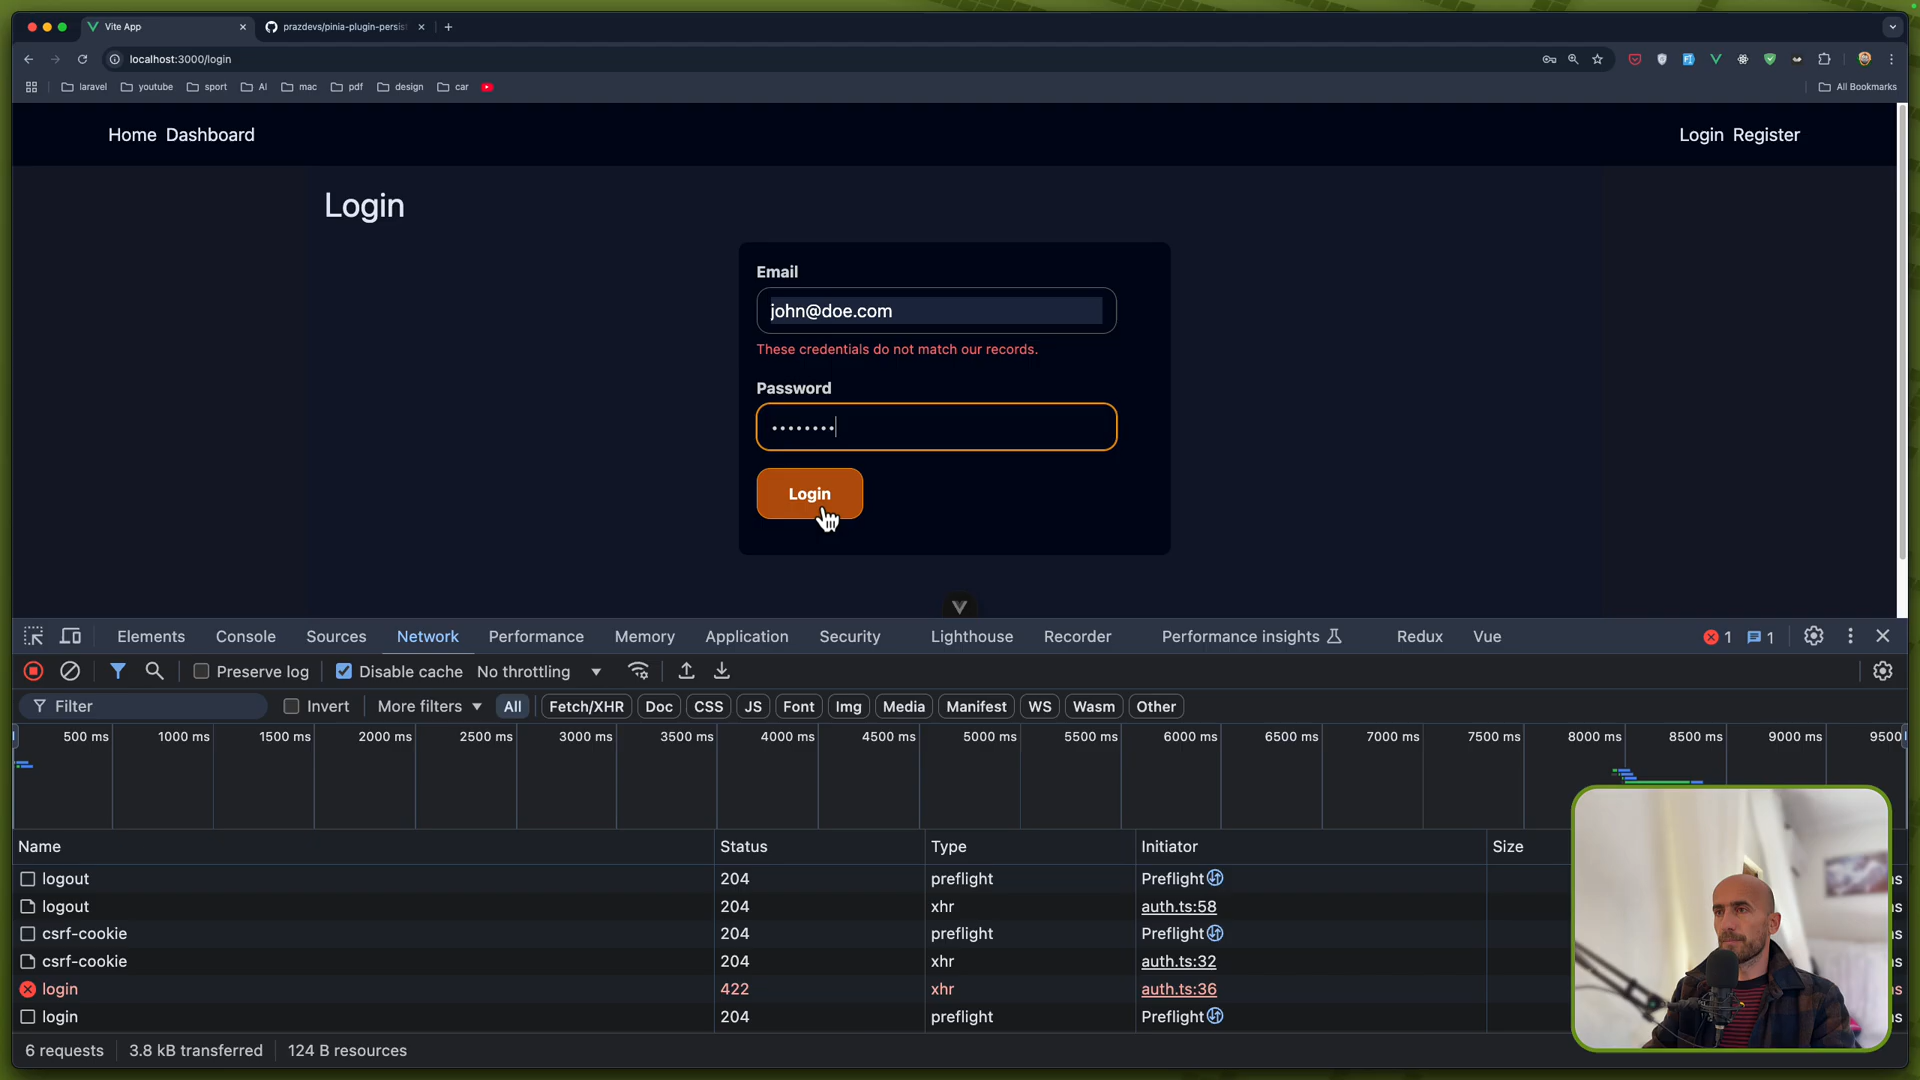 Vite App
prazdevs/pinia-plugin-persis
localhost:3000/login
laravel youtube sport AI mac pdf design car
All Bookmarks
Home Dashboard
Login Register
Login
Email
john@doe.com
These credentials do not match our records.
Password
Login
Elements Console Sources Network Performance Memory Application Security Lighthouse Recorder Performance insights Redux Vue 1 1
Preserve log Disable cache No throttling
Filter Invert More filters All Fetch/XHR Doc CSS JS Font Img Media Manifest WS Wasm Other
500 ms 1000 ms 1500 ms 2000 ms 2500 ms 3000 ms 3500 ms 4000 ms 4500 ms 5000 ms 5500 ms 6000 ms 6500 ms 7000 ms 7500 ms 8000 ms 8500 ms 9000 ms 9500
Name Status Type Initiator Size
logout 204 preflight Preflight
logout 204 xhr auth.ts:58
csrf-cookie 204 preflight Preflight
csrf-cookie 204 xhr auth.ts:32
login 422 xhr auth.ts:36
login 204 preflight Preflight
6 requests 3.8 kB transferred 124 B resources